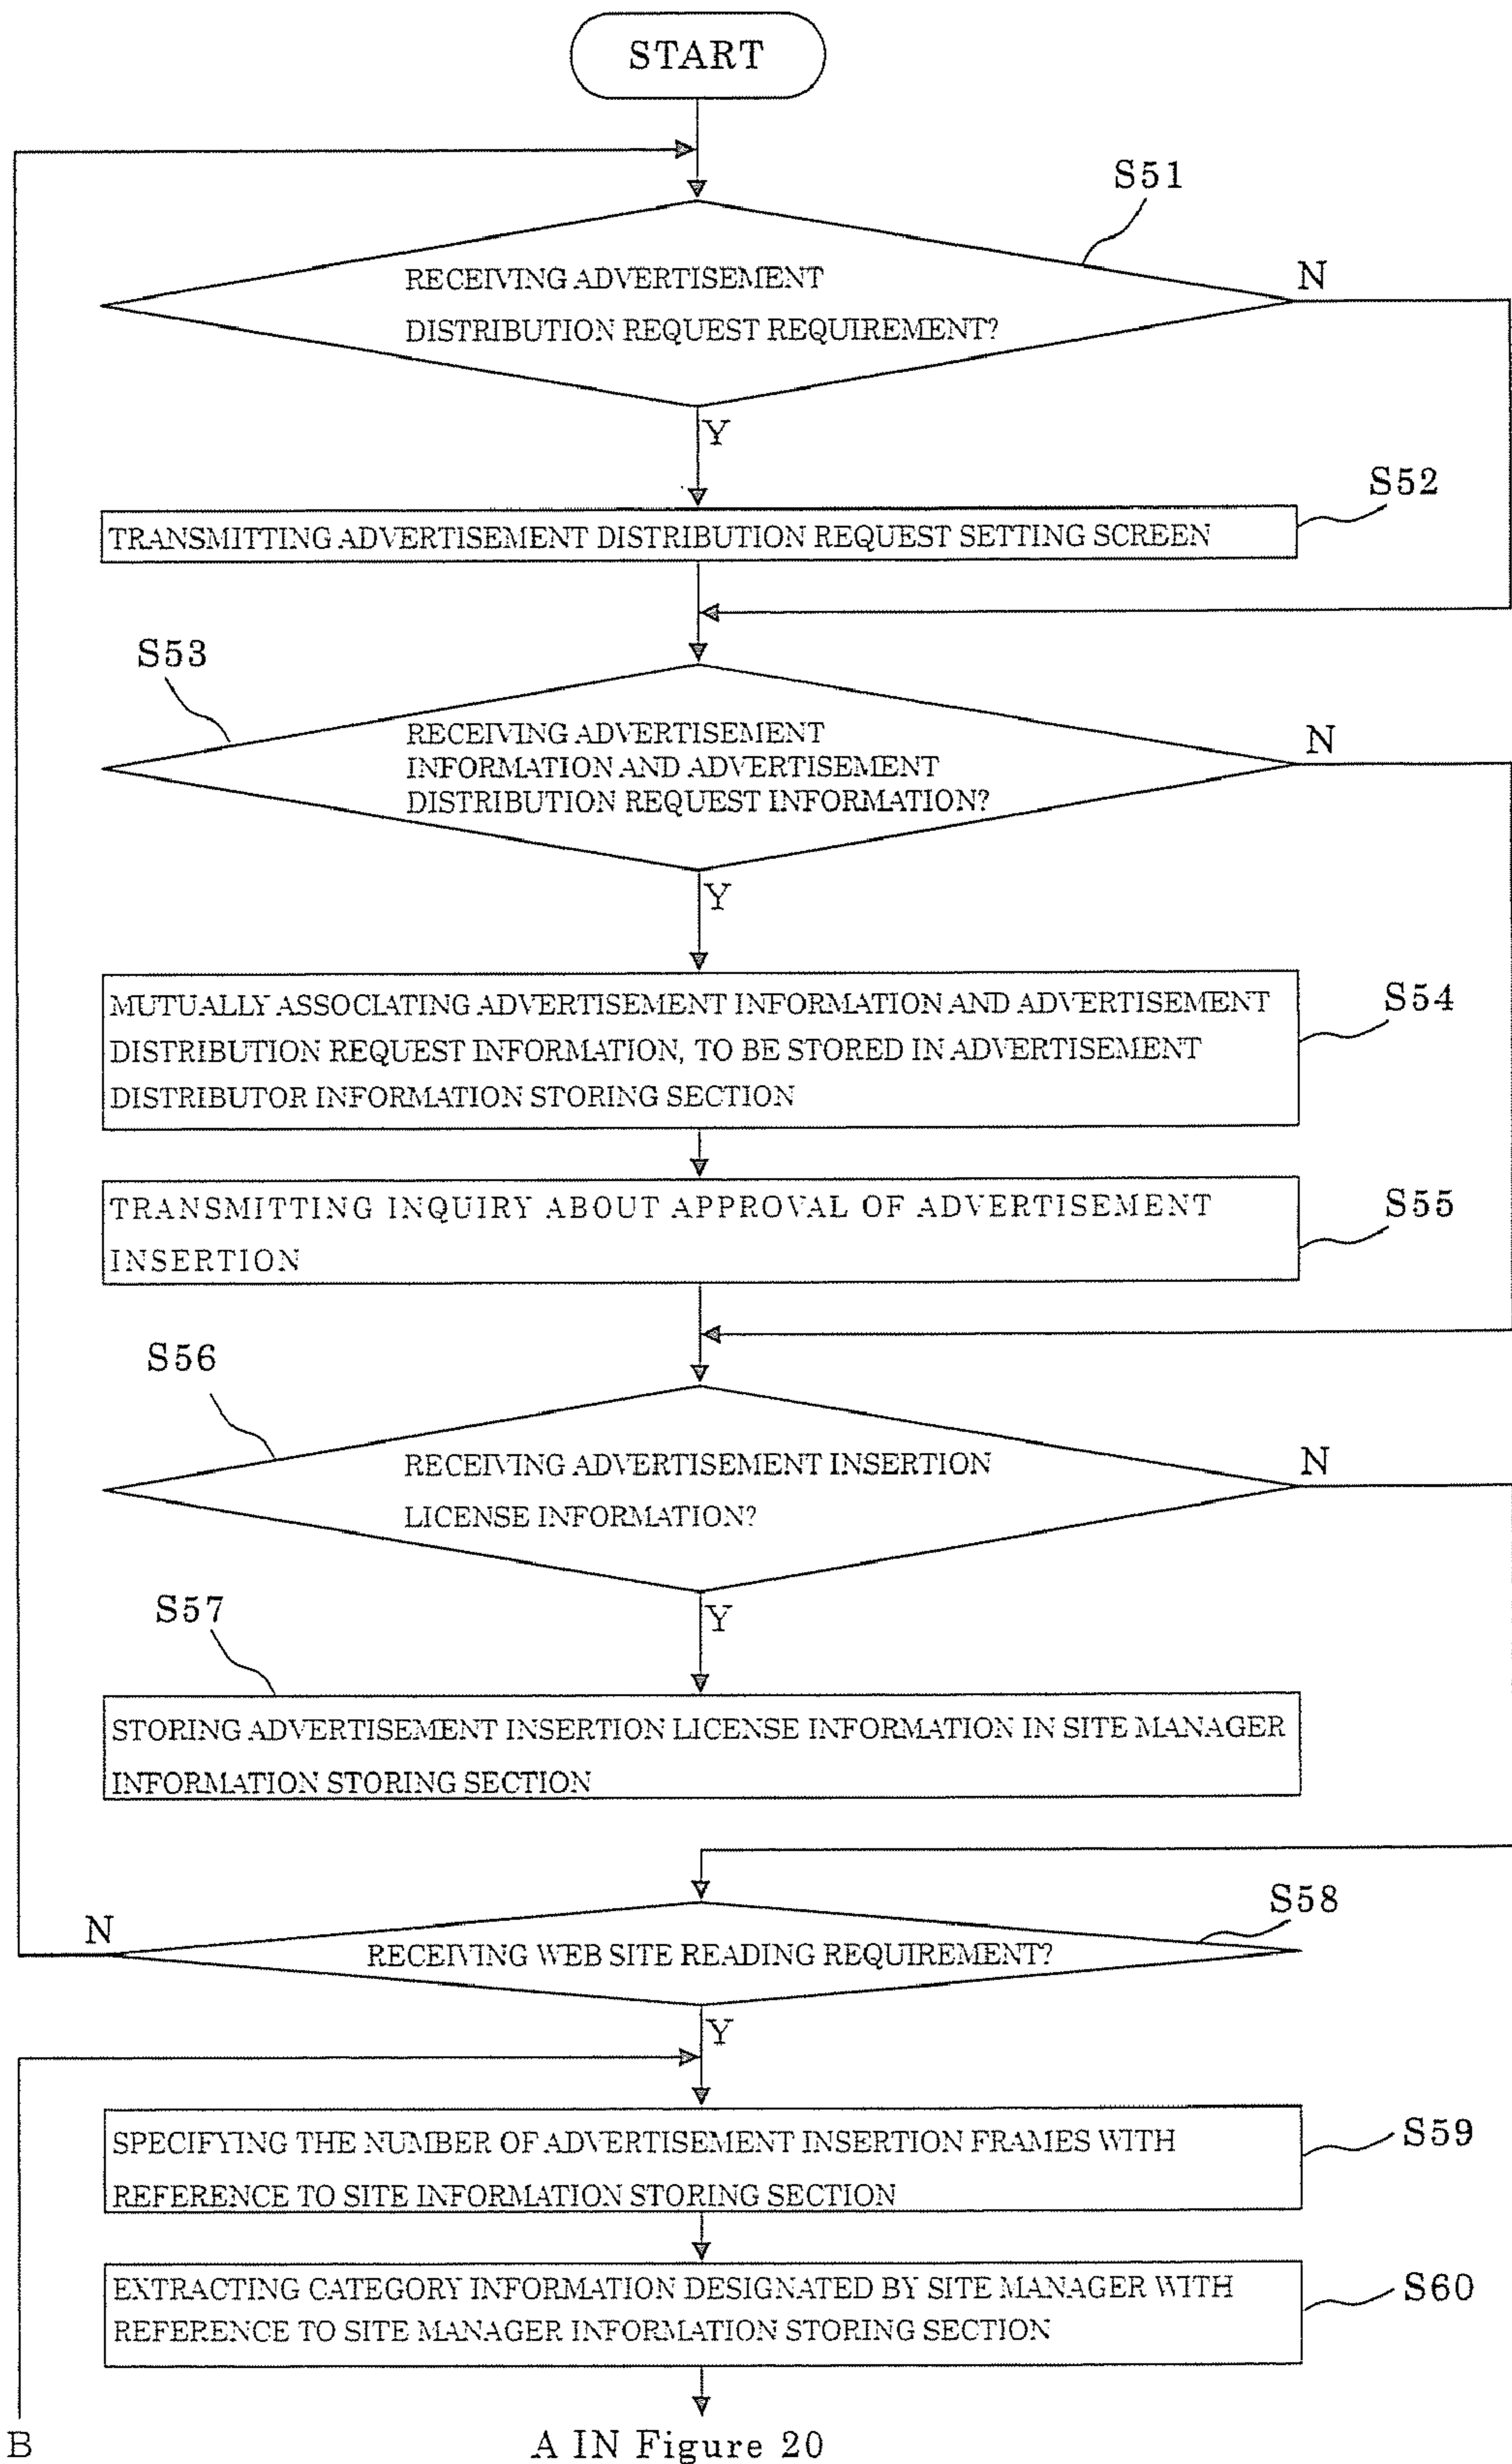 START
S51
RECEIVING ADVERTISEMENT
DISTRIBUTION REQUEST REQUIREMENT?
N
Y
S52
TRANSMITTING ADVERTISEMENT DISTRIBUTION REQUEST SETTING SCREEN
S53
RECEIVING ADVERTISEMENT
INFORMATION AND ADVERTISEMENT
DISTRIBUTION REQUEST INFORMATION?
N
Y
S54
MUTUALLY ASSOCIATING ADVERTISEMENT INFORMATION AND ADVERTISEMENT
DISTRIBUTION REQUEST INFORMATION, TO BE STORED IN ADVERTISEMENT
DISTRIBUTOR INFORMATION STORING SECTION
S55
TRANSMITTING INQUIRY ABOUT APPROVAL OF ADVERTISEMENT
INSERTION
S56
RECEIVING ADVERTISEMENT INSERTION
LICENSE INFORMATION?
N
Y
S57
STORING ADVERTISEMENT INSERTION LICENSE INFORMATION IN SITE MANAGER
INFORMATION STORING SECTION
S58
N
RECEIVING WEB SITE READING REQUIREMENT?
Y
S59
SPECIFYING THE NUMBER OF ADVERTISEMENT INSERTION FRAMES WITH
REFERENCE TO SITE INFORMATION STORING SECTION
S60
EXTRACTING CATEGORY INFORMATION DESIGNATED BY SITE MANAGER WITH
REFERENCE TO SITE MANAGER INFORMATION STORING SECTION
B
A IN Figure 20